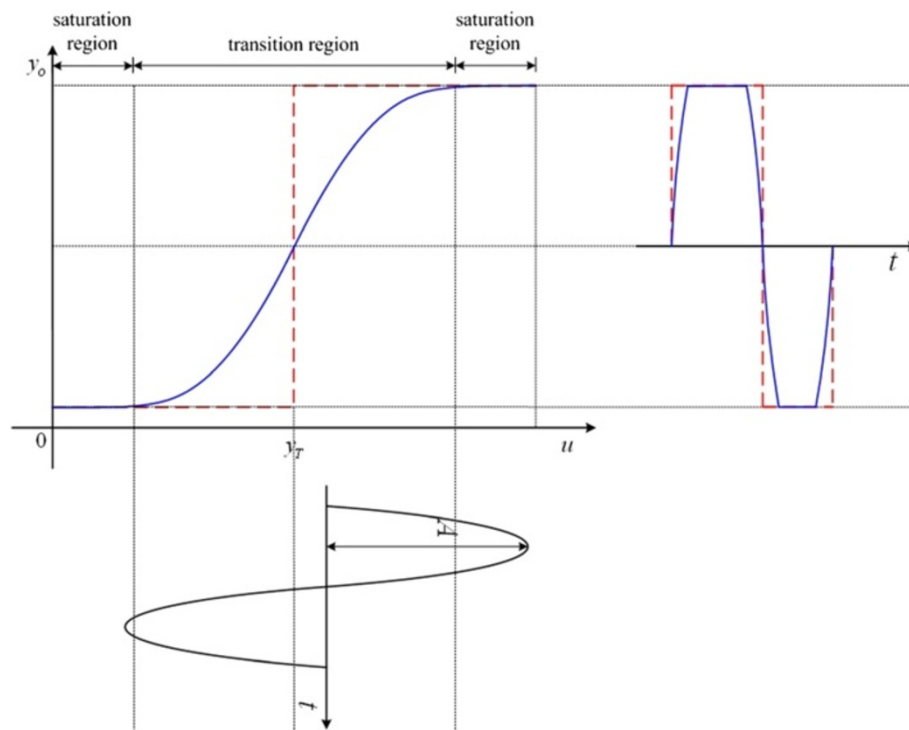 saturation
region
transition region
saturation
region
y_o
t
0
y_T
u
A
t